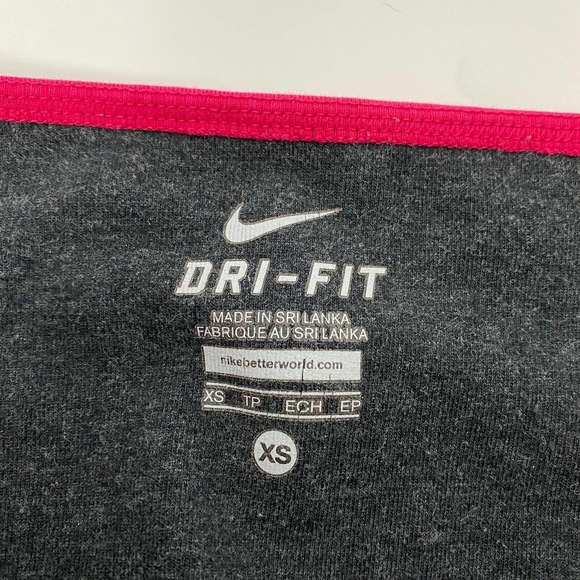 DRI-FIT
MADE IN SRI LANKA
FABRIQUE AU SRI LANKA
nikebetterworld.com
XS TP ECH EP
XS